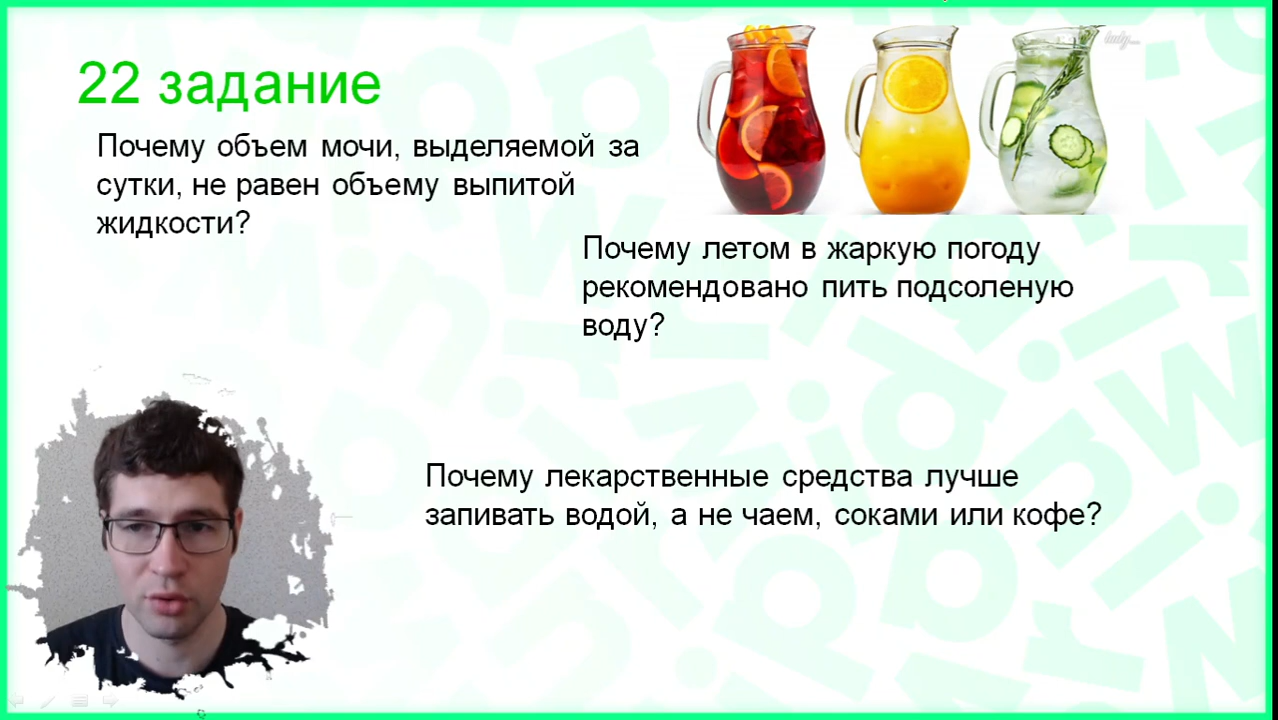 22 задание
Почему объем мочи, выделяемой за
сутки, не равен объему выпитой
жидкости?
Почему летом в жаркую погоду
рекомендовано пить подсоленую
воду?
Почему лекарственные средства лучше
запивать водой, а не чаем, соками или кофе?